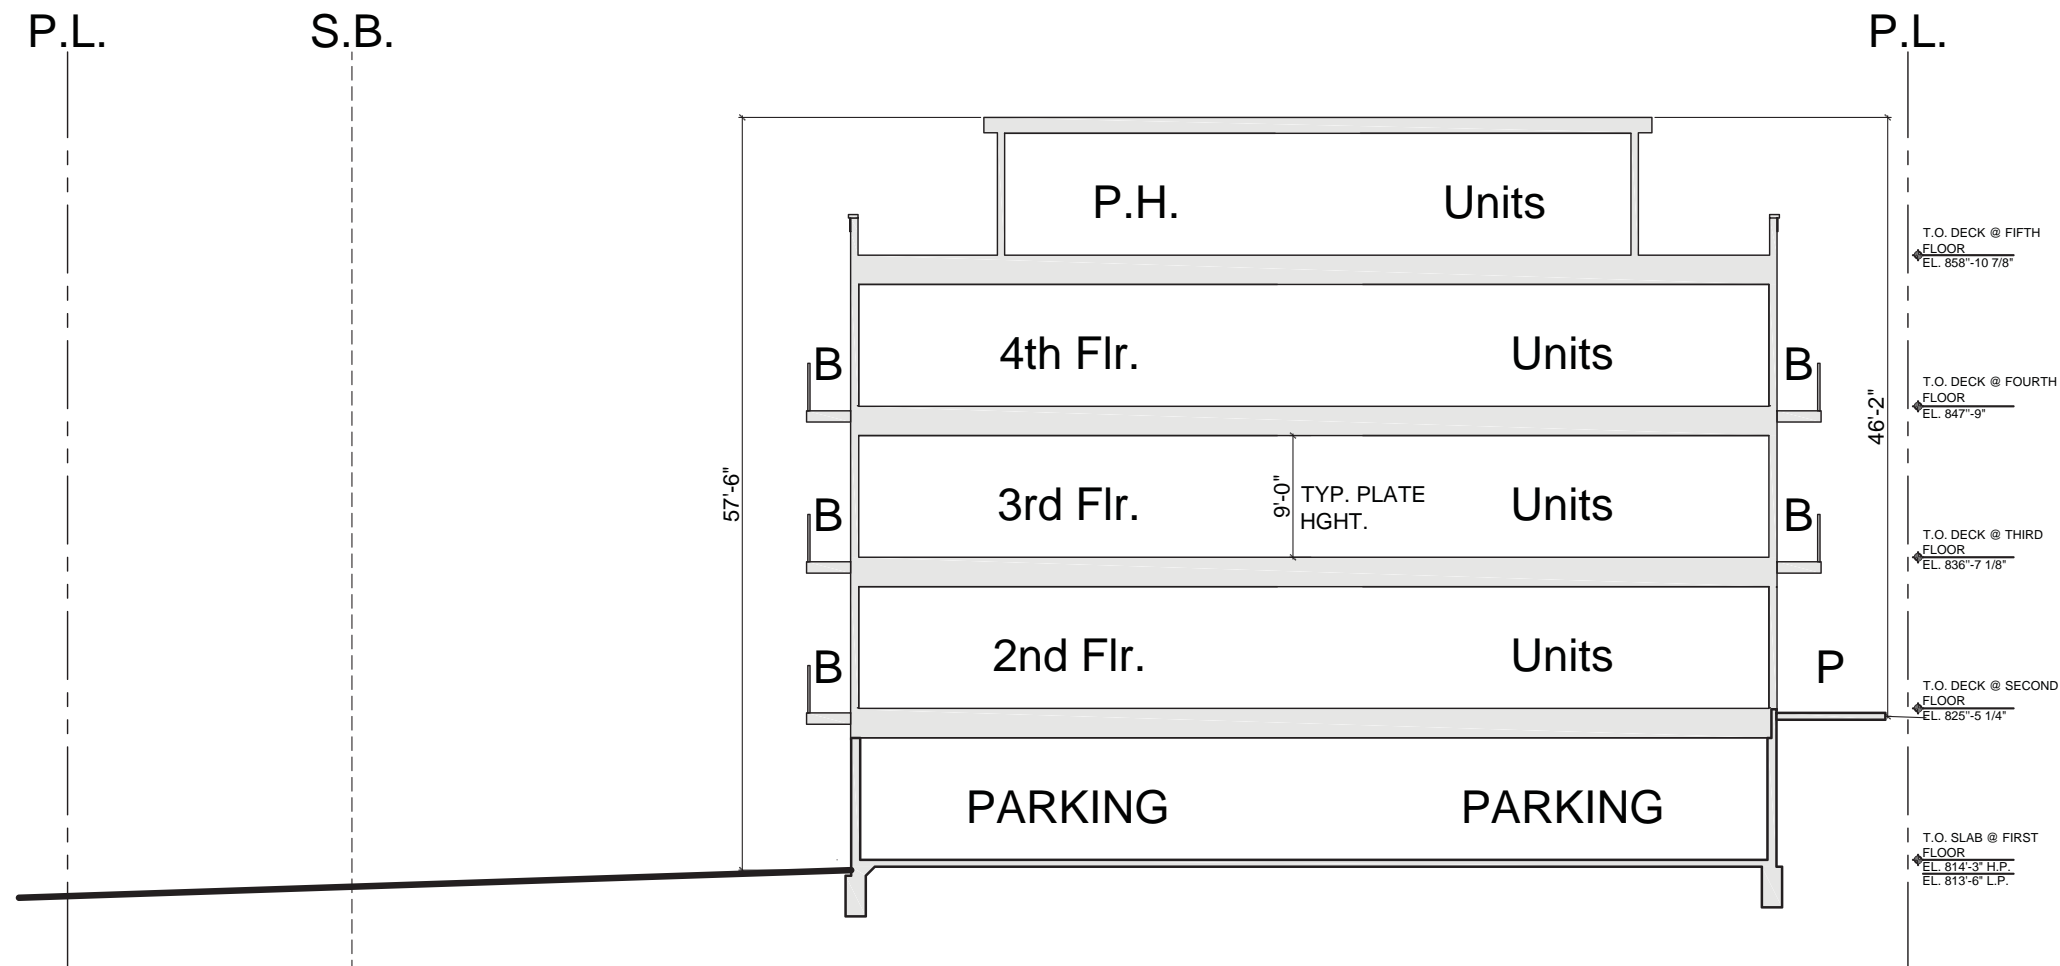 P.L.
S.B.
P.L.
P.H.
Units
T.O. DECK @ FIFTH
FLOOR
EL. 858"-10 7/8"
4th Flr.
Units
B
B
T.O. DECK @ FOURTH
FLOOR
EL. 847"-9"
46'-2"
57'-6"
3rd Flr.
9'-0"
TYP. PLATE
HGHT.
Units
B
B
T.O. DECK @ THIRD
FLOOR
EL. 836"-7 1/8"
2nd Flr.
Units
B
P
T.O. DECK @ SECOND
FLOOR
EL. 825"-5 1/4"
PARKING
PARKING
T.O. SLAB @ FIRST
FLOOR
EL. 814'-3" H.P.
EL. 813'-6" L.P.